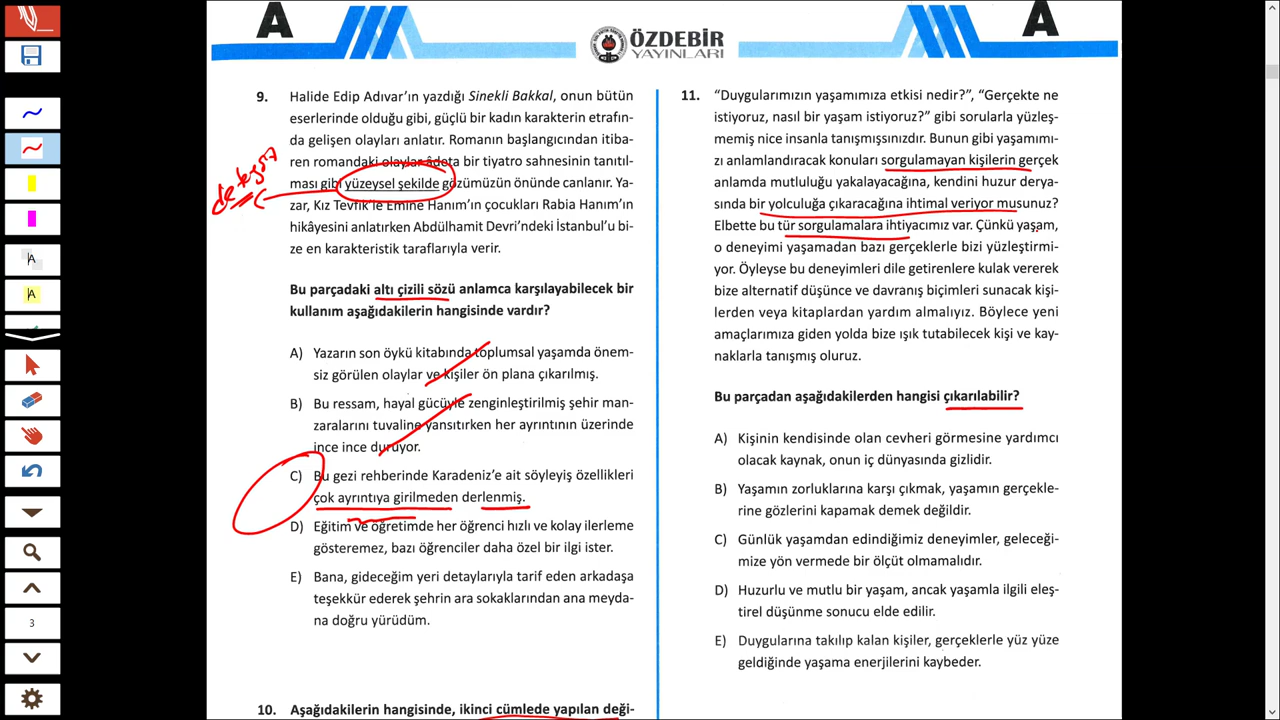 A
ÖZDEBİR
YAYINLARI
A
9. Halide Edip Adıvar’ın yazdığı Sinekli Bakkal, onun bütün
eserlerinde olduğu gibi, güçlü bir kadın karakterin etrafın-
da gelişen olayları anlatır. Romanın başlangıcından itiba-
ren romandaki olaylar âdeta bir tiyatro sahnesinin tanıtıl-
ması gibi yüzeysel şekilde gözümüzün önünde canlanır. Ya-
zar, Kız Tevfik’le Emine Hanım’ın çocukları Rabia Hanım’ın
hikâyesini anlatırken Abdülhamit Devri’ndeki İstanbul’u bi-
ze en karakteristik taraflarıyla verir.
Bu parçadaki altı çizili sözü anlamca karşılayabilecek bir
kullanım aşağıdakilerin hangisinde vardır?
A) Yazarın son öykü kitabında toplumsal yaşamda önem-
siz görülen olaylar ve kişiler ön plana çıkarılmış.
B) Bu ressam, hayal gücüyle zenginleştirilmiş şehir man-
zaralarını tuvaline yansıtırken her ayrıntının üzerinde
ince ince duruyor.
C) Bu gezi rehberinde Karadeniz’e ait söyleyiş özellikleri
çok ayrıntıya girilmeden derlenmiş.
D) Eğitim ve öğretimde her öğrenci hızlı ve kolay ilerleme
gösteremez, bazı öğrenciler daha özel bir ilgi ister.
E) Bana, gideceğim yeri detaylarıyla tarif eden arkadaşa
teşekkür ederek şehrin ara sokaklarından ana meyda-
na doğru yürüdüm.
10. Aşağıdakilerin hangisinde, ikinci cümlede yapılan deği-
11. “Duygularımızın yaşamımıza etkisi nedir?”, “Gerçekte ne
istiyoruz, nasıl bir yaşam istiyoruz?” gibi sorularla yüzleş-
memiş nice insanla tanışmışsınızdır. Bunun gibi yaşamımı-
zı anlamlandıracak konuları sorgulamayan kişilerin gerçek
anlamda mutluluğu yakalayacağına, kendini huzur derya-
sında bir yolculuğa çıkaracağına ihtimal veriyor musunuz?
Elbette bu tür sorgulamalara ihtiyacımız var. Çünkü yaşam,
o deneyimi yaşamadan bazı gerçeklerle bizi yüzleştirmi-
yor. Öyleyse bu deneyimleri dile getirenlere kulak vererek
bize alternatif düşünce ve davranış biçimleri sunacak kişi-
lerden veya kitaplardan yardım almalıyız. Böylece yeni
amaçlarımıza giden yolda bize ışık tutabilecek kişi ve kay-
naklarla tanışmış oluruz.
Bu parçadan aşağıdakilerden hangisi çıkarılabilir?
A) Kişinin kendisinde olan cevheri görmesine yardımcı
olacak kaynak, onun iç dünyasında gizlidir.
B) Yaşamın zorluklarına karşı çıkmak, yaşamın gerçekle-
rine gözlerini kapamak demek değildir.
C) Günlük yaşamdan edindiğimiz deneyimler, geleceği-
mize yön vermede bir ölçüt olmamalıdır.
D) Huzurlu ve mutlu bir yaşam, ancak yaşamla ilgili eleş-
tirel düşünme sonucu elde edilir.
E) Duygularına takılıp kalan kişiler, gerçeklerle yüz yüze
geldiğinde yaşama enerjilerini kaybeder.
A
A
3